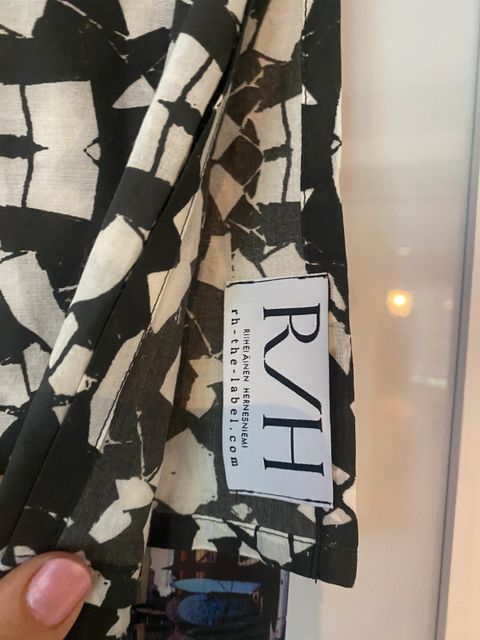 R/H
RIIHELÄINEN HERNESNIEMI
rh-the-label.com